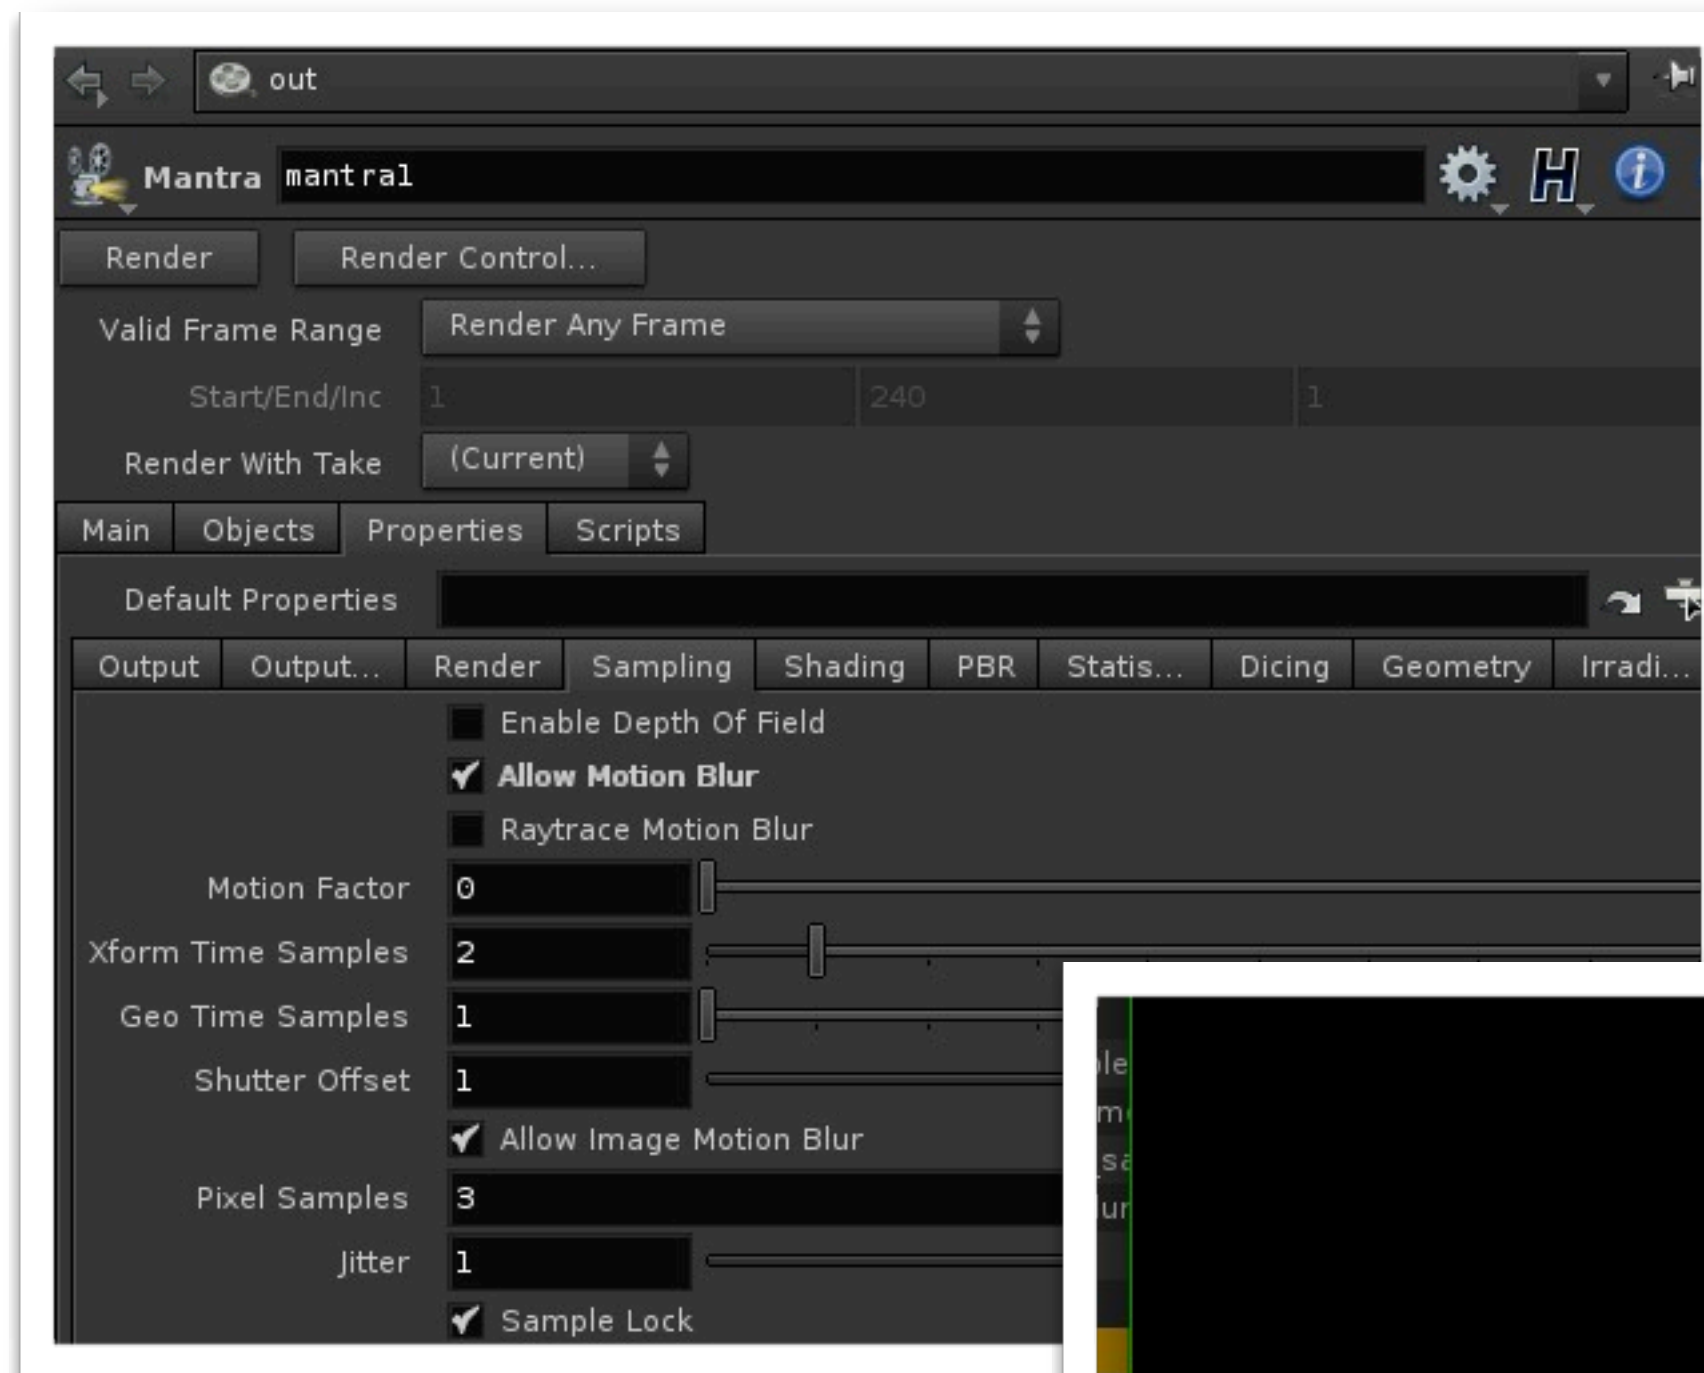 out
Mantra mantra1
Render Render Control...
Valid Frame Range Render Any Frame
Start/End/Inc 1 240 1
Render With Take (Current)
Main Objects Properties Scripts
Default Properties
Output Output... Render Sampling Shading PBR Statis... Dicing Geometry Irradi...
Enable Depth Of Field
Allow Motion Blur
Raytrace Motion Blur
Motion Factor 0
Xform Time Samples 2
Geo Time Samples 1
Shutter Offset 1
Allow Image Motion Blur
Pixel Samples 3
Jitter 1
Sample Lock